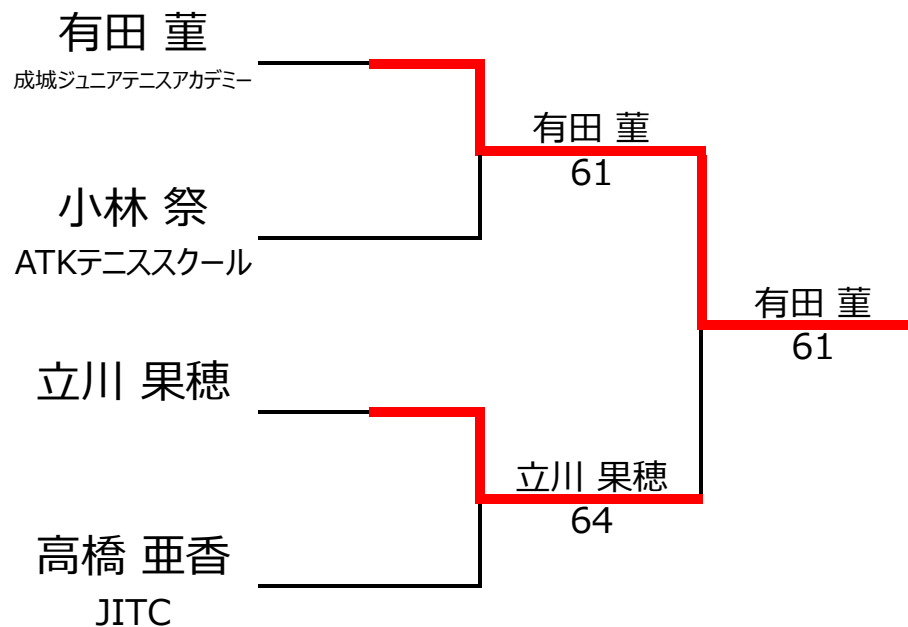 有田 菫
成城ジュニアテニスアカデミー
有田 菫
61
小林 祭
ATKテニススクール
有田 菫
61
立川 果穂
立川 果穂
64
高橋 亜香
JITC